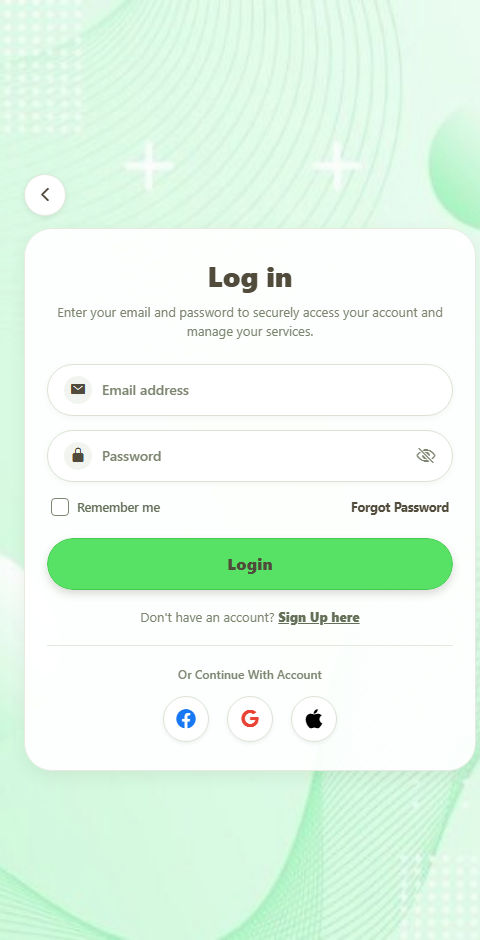 Log in
Enter your email and password to securely access your account and
manage your services.
Email address
Password
Remember me
Forgot Password
Login
Don't have an account? Sign Up here
Or Continue With Account